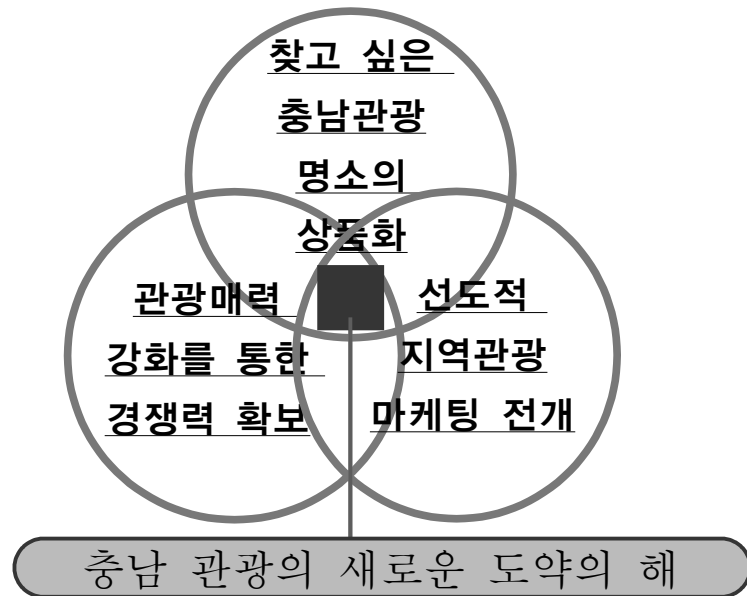 찾고 싶은
충남관광
명소의
상품화
관광매력
강화를 통한
경쟁력 확보
선도적
지역관광
마케팅 전개
충남 관광의 새로운 도약의 해